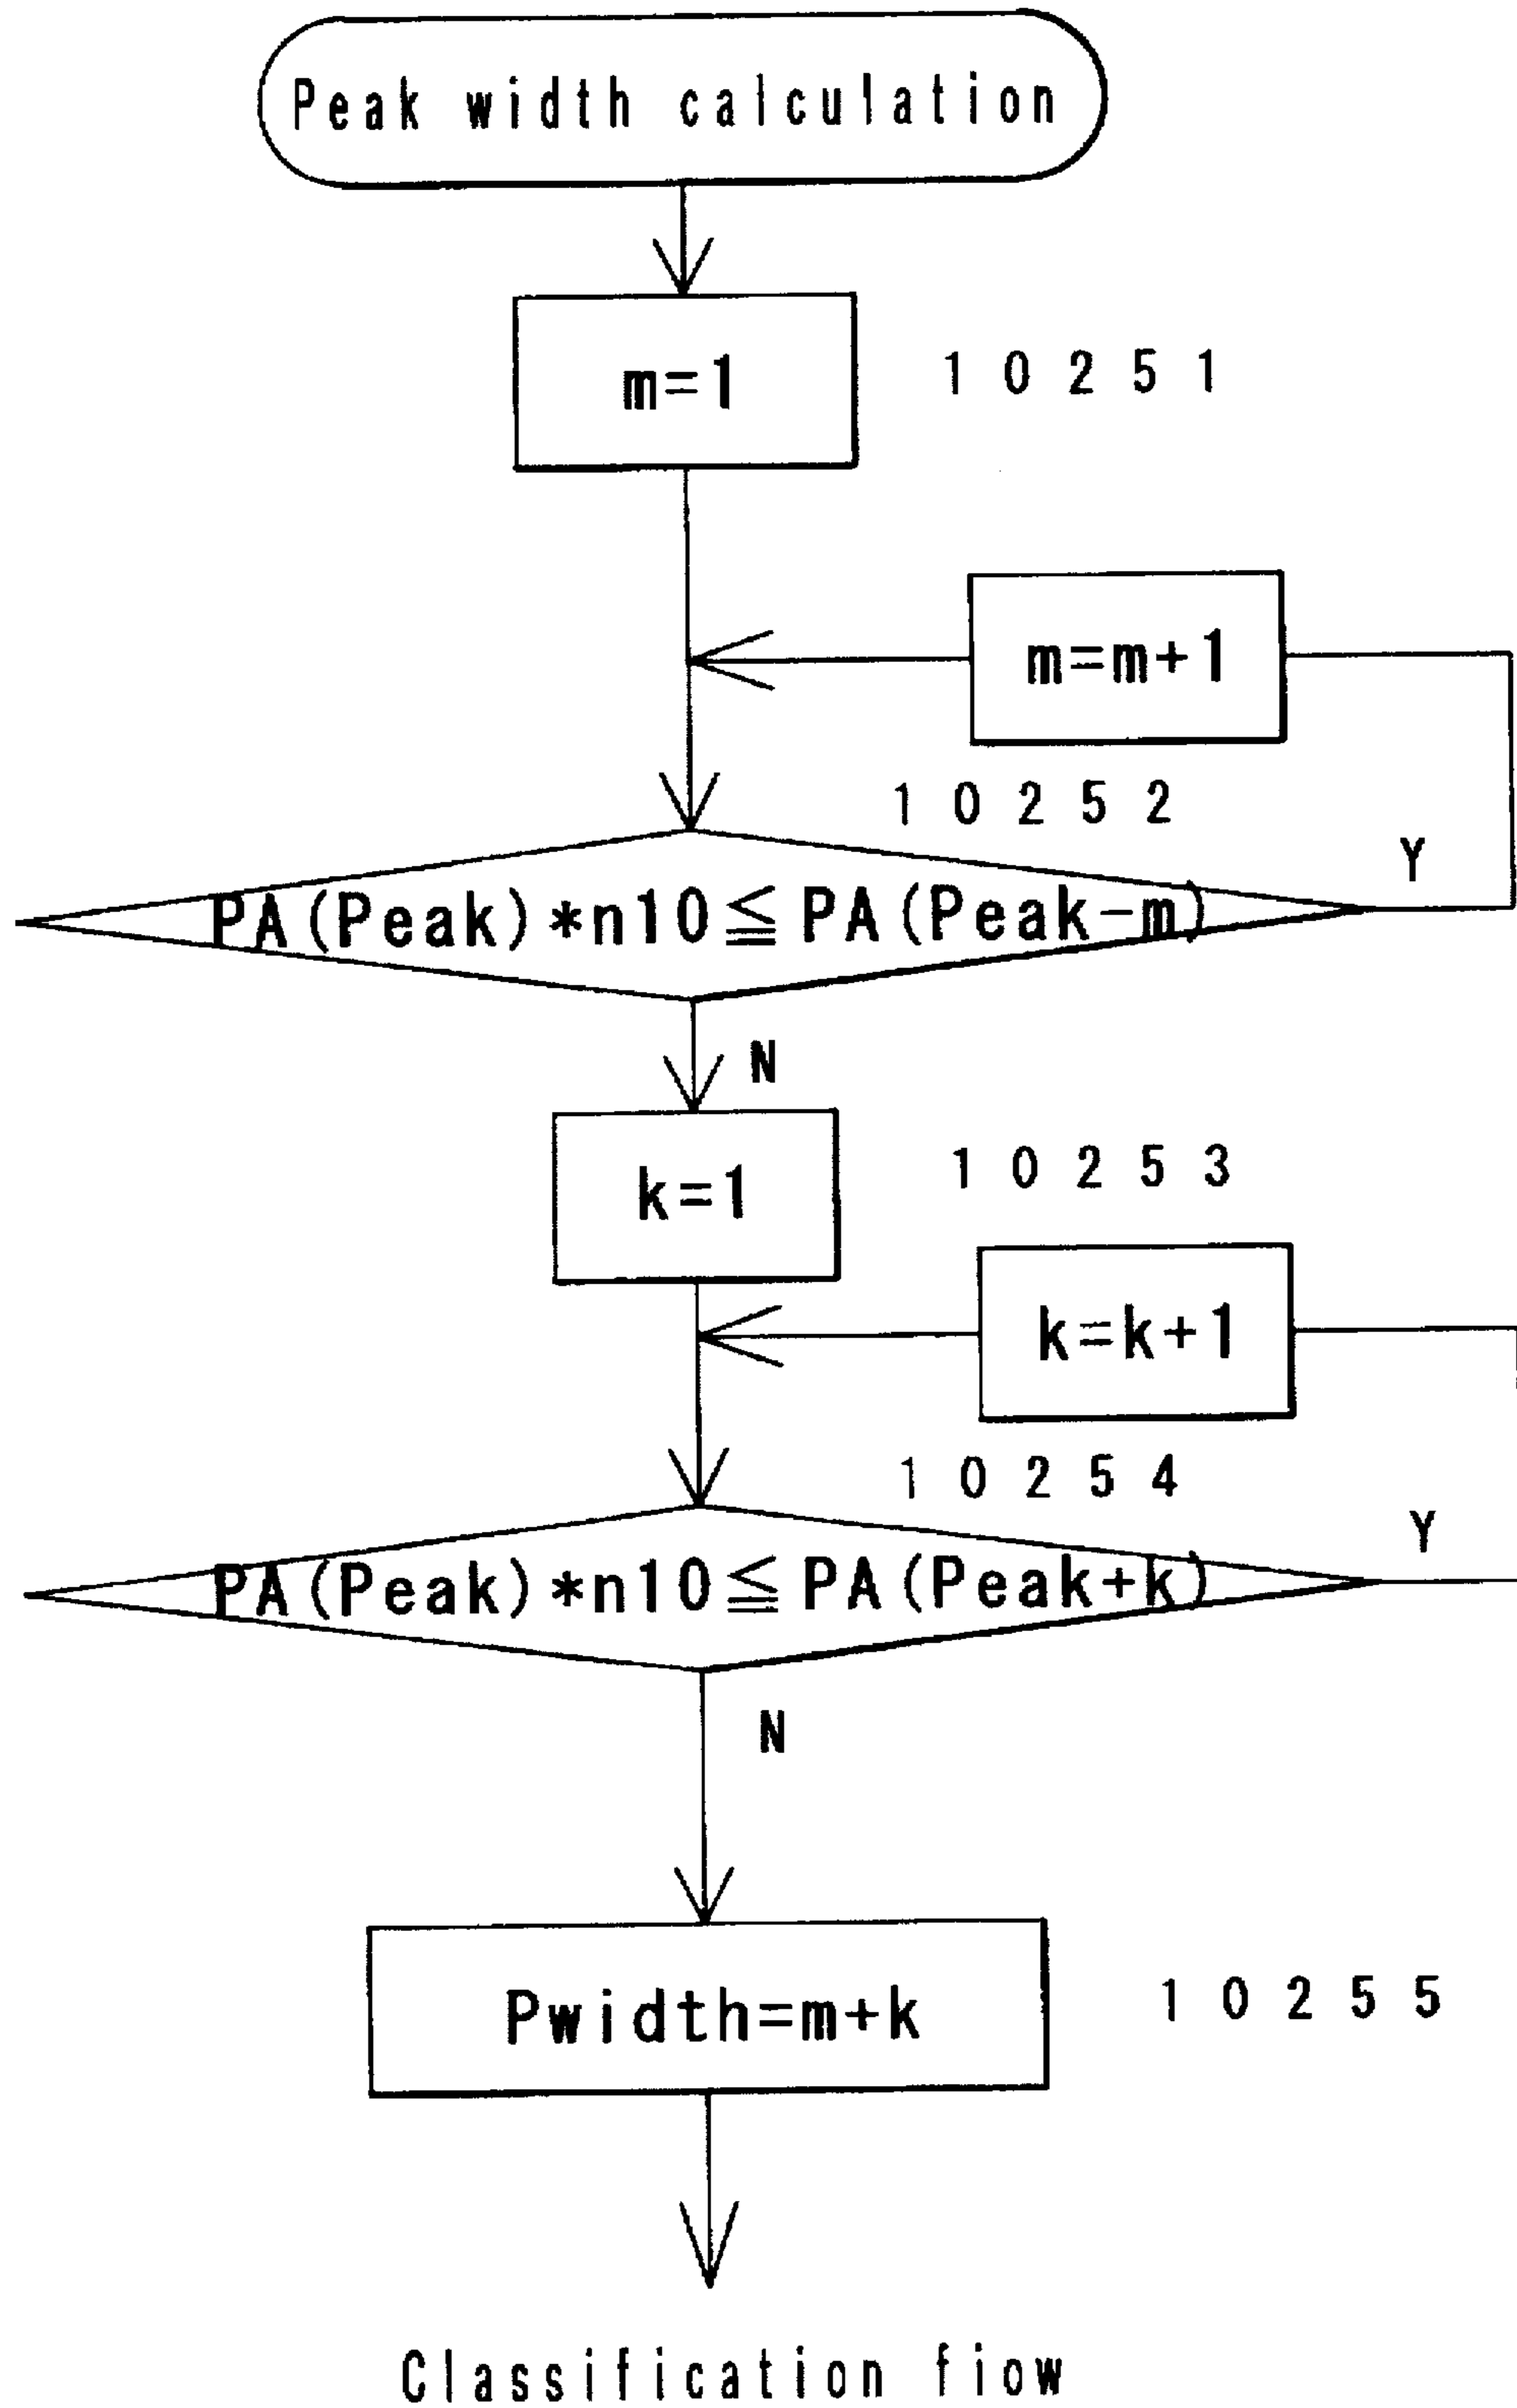 Peak width calculation
m=1
10251
m=m+1
10252
Y
PA(Peak)*n10≦PA(Peak-m)
N
k=1
10253
k=k+1
10254
Y
PA(Peak)*n10≦PA(Peak+k)
N
Pwidth=m+k
10255
Classification fiow